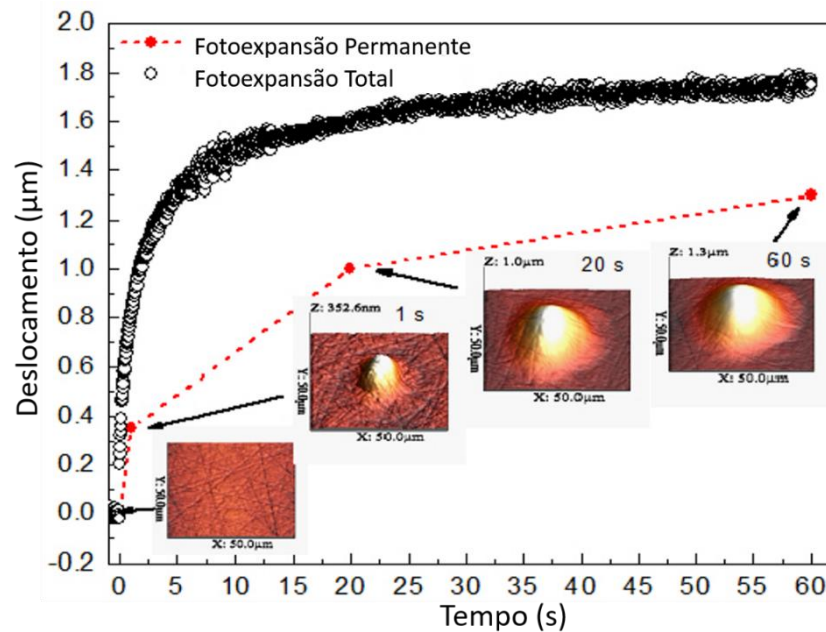 2.0
1.8
1.6
1.4
1.2
1.0
0.8
0.6
0.4
0.2
0.0
-0.2
Deslocamento (µm)
Fotoexpansão Permanente
Fotoexpansão Total
Z: 352.6nm
1 s
Y: 50.0µm
X: 50.0µm
Z: 1.0µm
20 s
Y: 50.0µm
X: 50.0µm
Z: 1.3µm
60 s
Y: 50.0µm
X: 50.0µm
Y: 50.0µm
X: 50.0µm
0 5 10 15 20 25 30 35 40 45 50 55 60
Tempo (s)